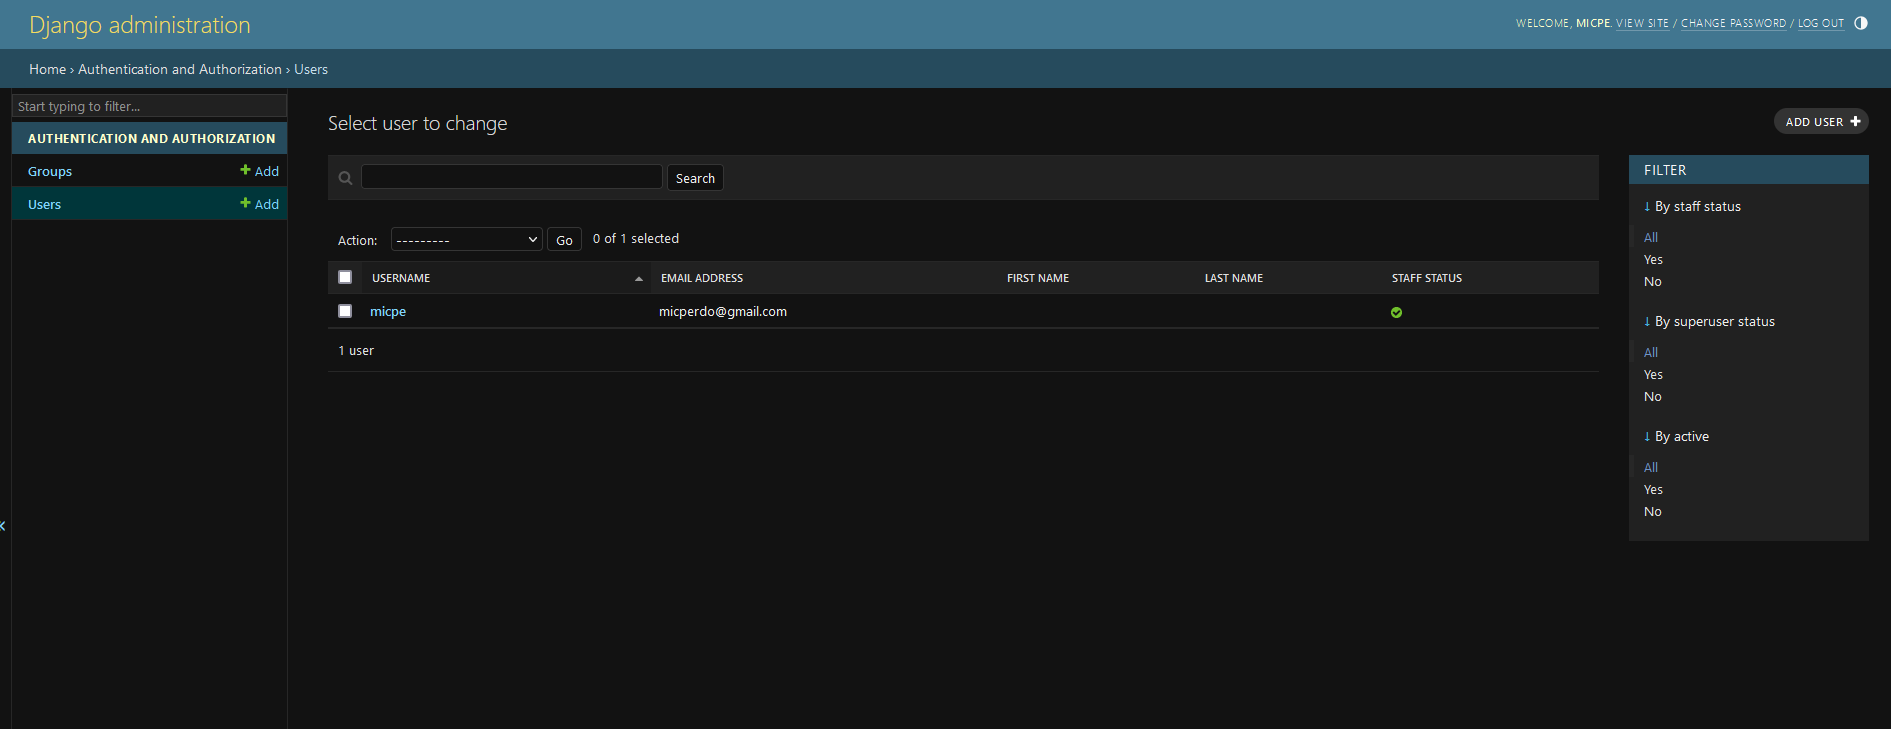 Django administration
WELCOME, MICPE. VIEW SITE / CHANGE PASSWORD / LOG OUT
Home › Authentication and Authorization › Users
Start typing to filter...
AUTHENTICATION AND AUTHORIZATION
Groups + Add
Users + Add
Select user to change
ADD USER +
Search
Action: --------- Go 0 of 1 selected
USERNAME EMAIL ADDRESS FIRST NAME LAST NAME STAFF STATUS
micpe micperdo@gmail.com
1 user
FILTER
↓ By staff status
All
Yes
No
↓ By superuser status
All
Yes
No
↓ By active
All
Yes
No